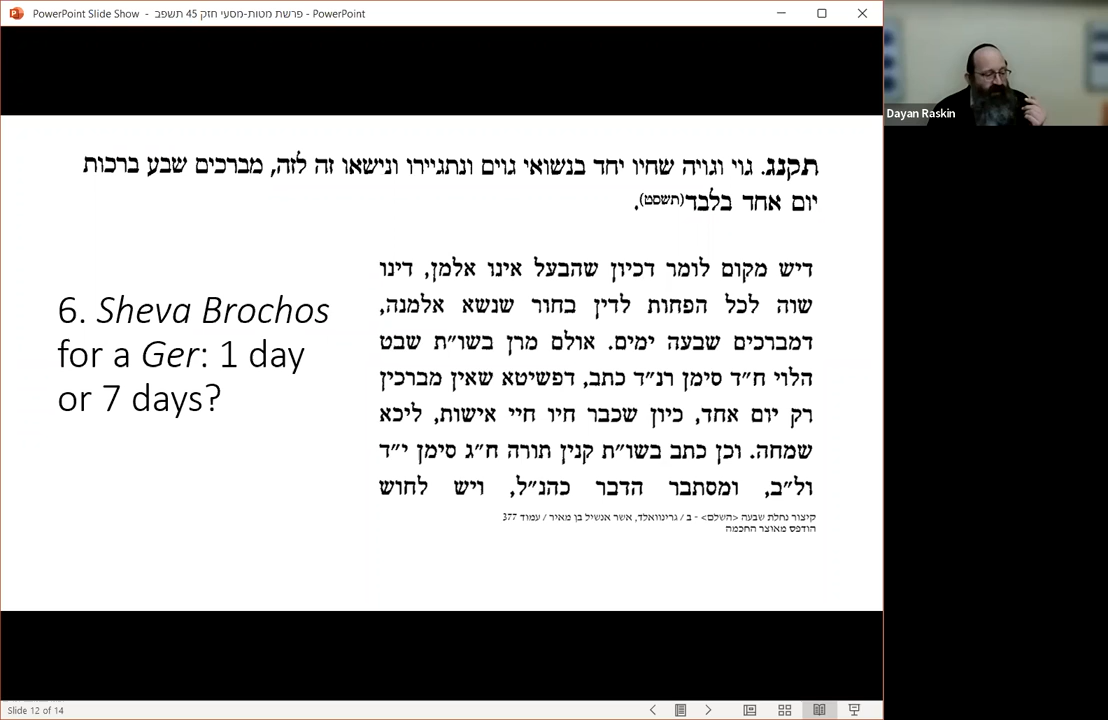 PowerPoint Slide Show - פרשת מטות-מסעי חזק 45 תשפב - PowerPoint
Dayan Raskin
תקנג. גוי וגויה שחיו יחד בנשואי גוים ונתגיירו ונישאו זה לזה, מברכים שבע ברכות
יום אחד בלבד(תשסט).
6. Sheva Brochos
for a Ger: 1 day
or 7 days?
דיש מקום לומר דכיון שהבעל אינו אלמן, דינו
שוה לכל הפחות לדין בחור שנשא אלמנה,
דמברכים שבעה ימים. אולם מרן בשו״ת שבט
הלוי ח״ד סימן רנ״ד כתב, דפשיטא שאין מברכין
רק יום אחד, כיון שכבר חיו חיי אישות, ליכא
שמחה. וכן כתב בשו״ת קנין תורה ח״ג סימן י״ד
ול״ב, ומסתבר הדבר כהנ״ל, ויש לחוש
קיצור נחלת שבעה <השלם> - ב / גרינוואלד, אשר אנשיל בן מאיר / עמוד 377
הודפס מאוצר החכמה
Slide 12 of 14